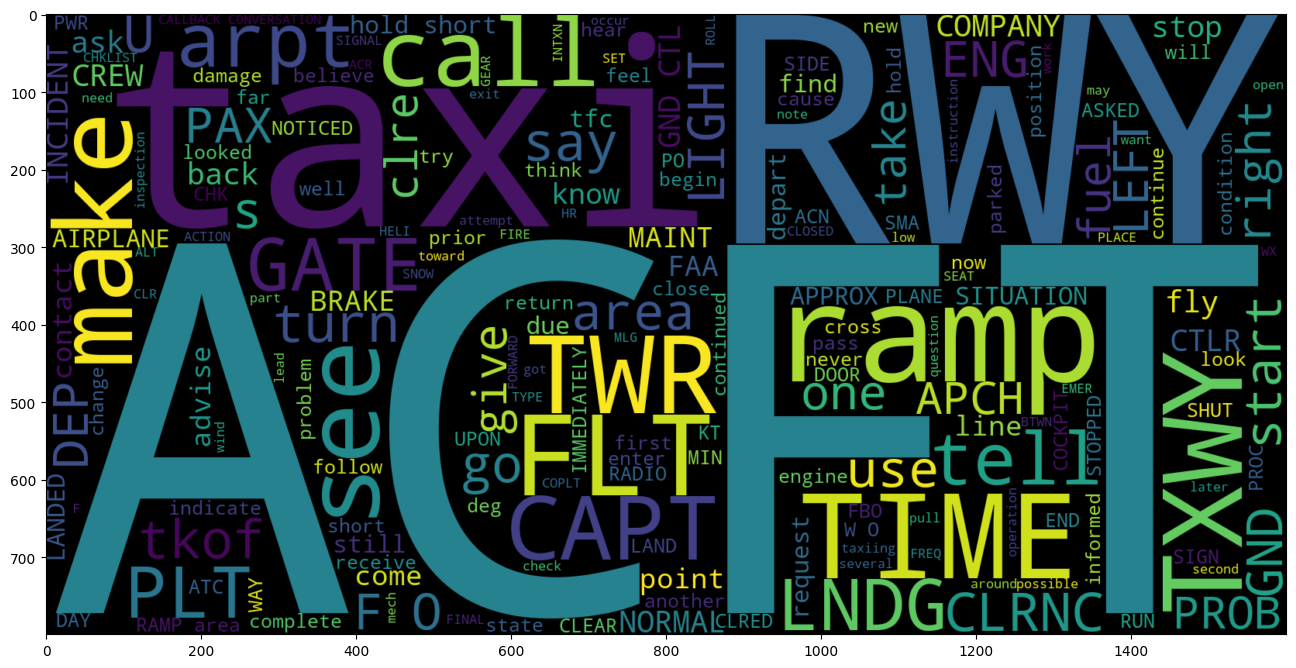 0
100
200
300
400
500
600
700
0
200
400
600
800
1000
1200
1400
PWR
CALLBACK CONVERSATION
hold short
occur
hear
new
COMPANY
stop
will
ask
U
arpt
SIGNAL
call
INTXN
CTL
ROLL
CHKLIST
ACR
GEAR
SET
feel
SIDE
find
hold
ENG
work
CREW
damage
believe
RWY
INCIDENT
need
far
clrec
exit
GND
LIGHT
cause
note
position
may
ASKED
open
make
taxi
PAX
NOTICED
tfc
say
take
instruction
want
LEFT
right
inspection
looked
back
try
think
PO
begin
depart
parked
fuel
continue
condition
CHK
well
know
s
HR
ACN
CLOSED
SMA
low
PLACE
attempt
AIRPLANE
ACTION
HELI
prior
FIRE
MAINT
WX
ALT
GATE
toward
SNOW
FAA
now
SEAT
contact
CLR
part
BRAKE
return
close
APPROX
PLANE
SITUATION
fly
ACFT
turn
due
area
continued
cross
ramp
question
CTLR
MLG
pass
never
DOOR
look
start
change
advise
wind
lead
problem
see
give
FORWARD
got
TYPE
IMMEDIATELY
TWR
one
APCH
EMER
SHUT
DEP
UPON
first
KT
line
BTWN
COCKPIT
STOPPED
TXWY
follow
go
FLT
enter
RADIO
MIN
engine
use
tell
PROC
COPLT
later
LANDED
F
indicate
deg
CAPT
LAND
TIME
FBO
W O
pull
operation
END
informed
tkof
short
still
receive
request
taxiing
several
FREQ
SIGN
second
GND
PLT
ATC
WAY
come
check
point
around
possible
mech
F O
another
LNDG
CLRNC
PROB
DAY
RAMP area
complete
FINAL
state
CLEAR
NORMAL
CLRED
RUN